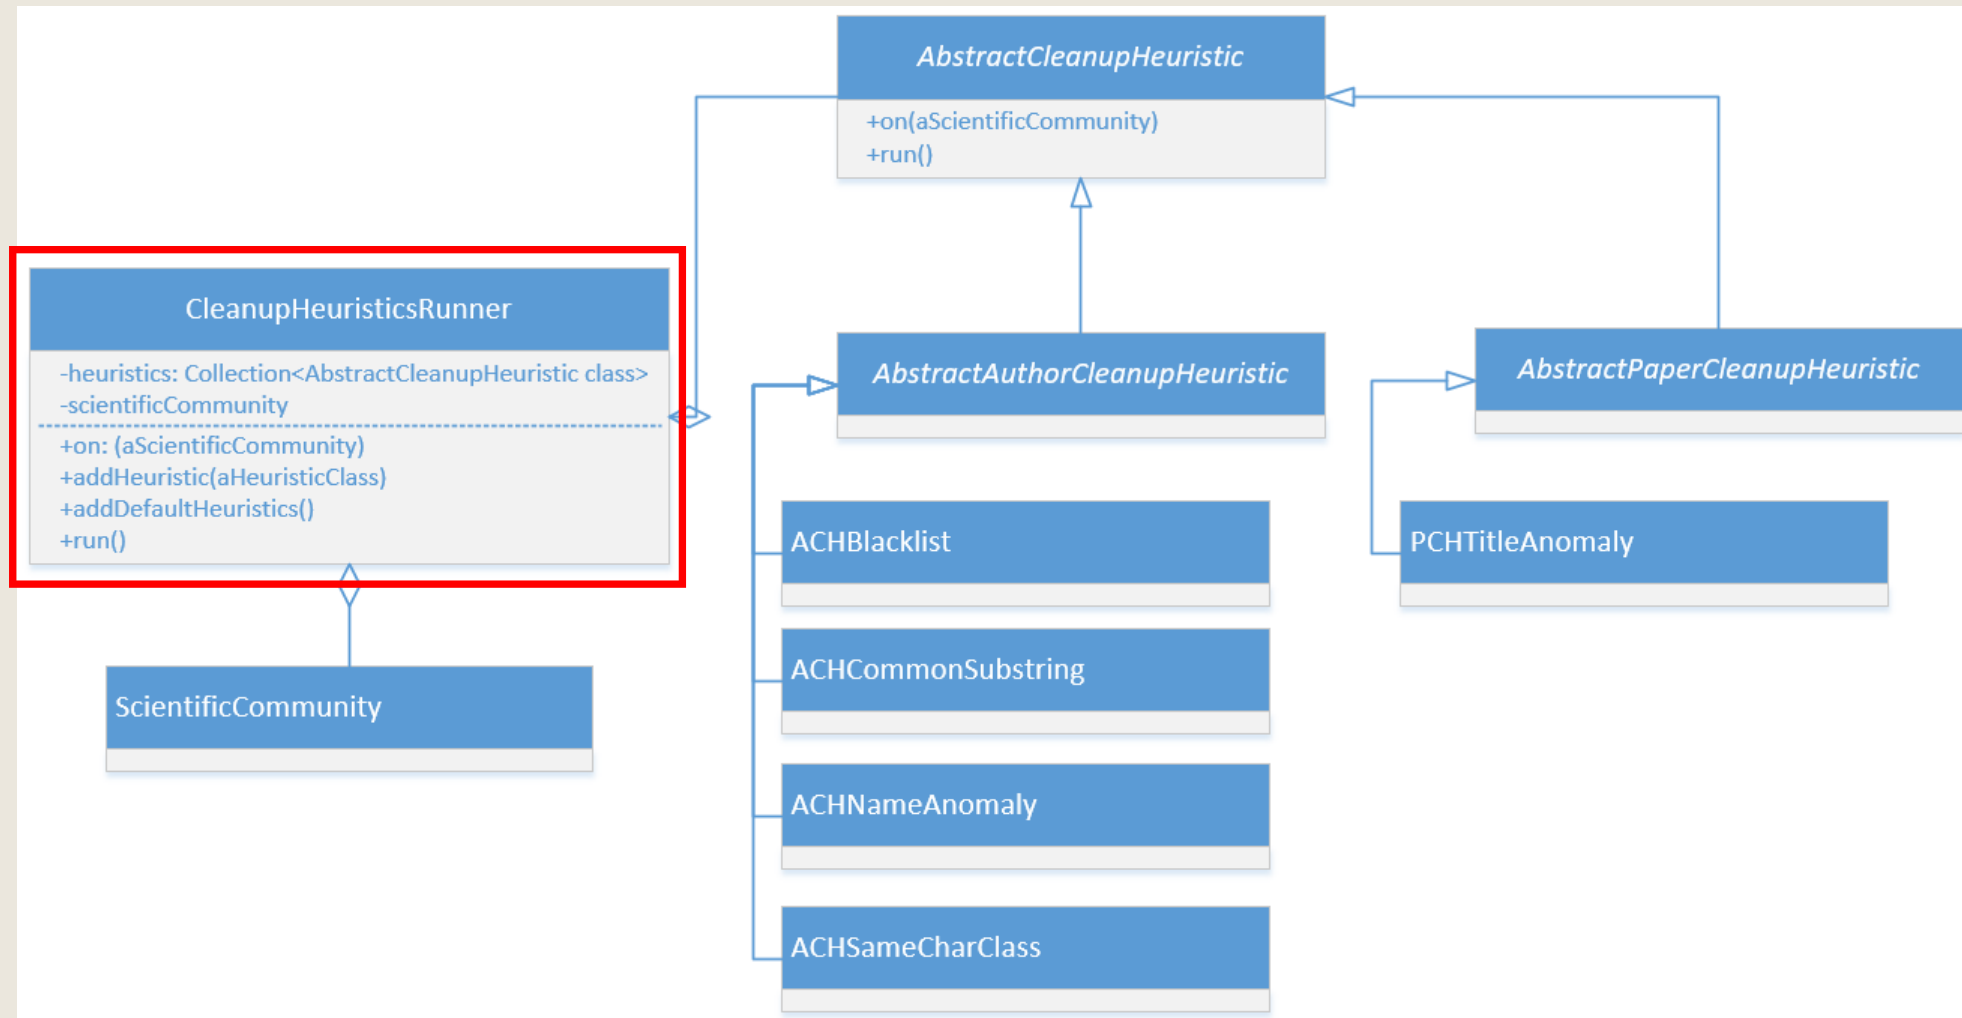 AbstractCleanupHeuristic
+on(aScientificCommunity)
+run()
CleanupHeuristicsRunner
-heuristics: Collection<AbstractCleanupHeuristic class>
-scientificCommunity
+on: (aScientificCommunity)
+addHeuristic(aHeuristicClass)
+addDefaultHeuristics()
+run()
ScientificCommunity
AbstractAuthorCleanupHeuristic
ACHBlacklist
ACHCommonSubstring
ACHNameAnomaly
ACHSameCharClass
AbstractPaperCleanupHeuristic
PCHTitleAnomaly